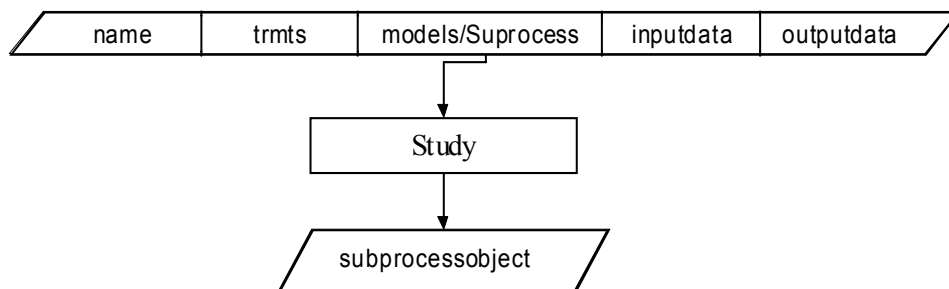 name trmts models/Suprocess inputdata outputdata
Study
subprocessobject